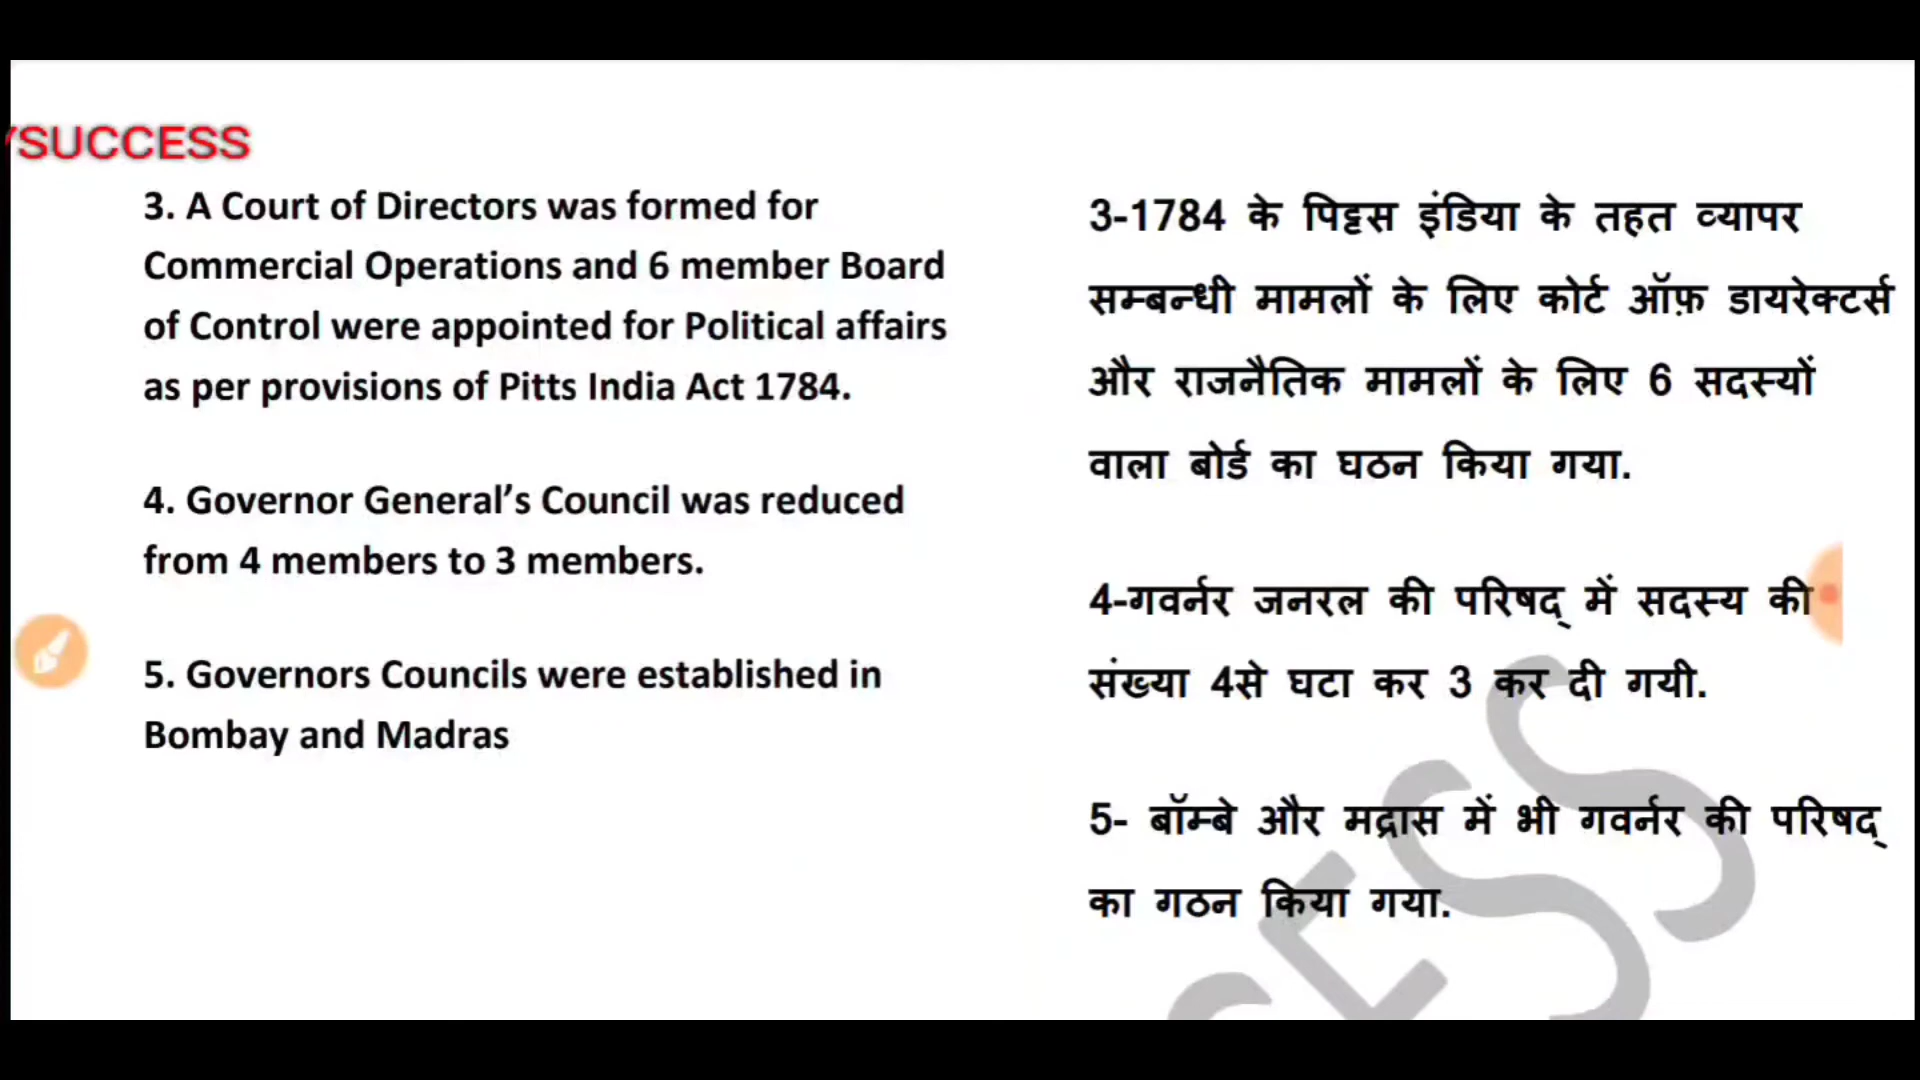 SUCCESS
3. A Court of Directors was formed for
Commercial Operations and 6 member Board
of Control were appointed for Political affairs
as per provisions of Pitts India Act 1784.
4. Governor General’s Council was reduced
from 4 members to 3 members.
5. Governors Councils were established in
Bombay and Madras
3-1784 के पिट्टस इंडिया के तहत व्यापर
सम्बन्धी मामलों के लिए कोर्ट ऑफ़ डायरेक्टर्स
और राजनैतिक मामलों के लिए 6 सदस्यों
वाला बोर्ड का घठन किया गया.
4-गवर्नर जनरल की परिषद् में सदस्य की
संख्या 4से घटा कर 3 कर दी गयी.
5- बॉम्बे और मद्रास में भी गवर्नर की परिषद्
का गठन किया गया.
ESS